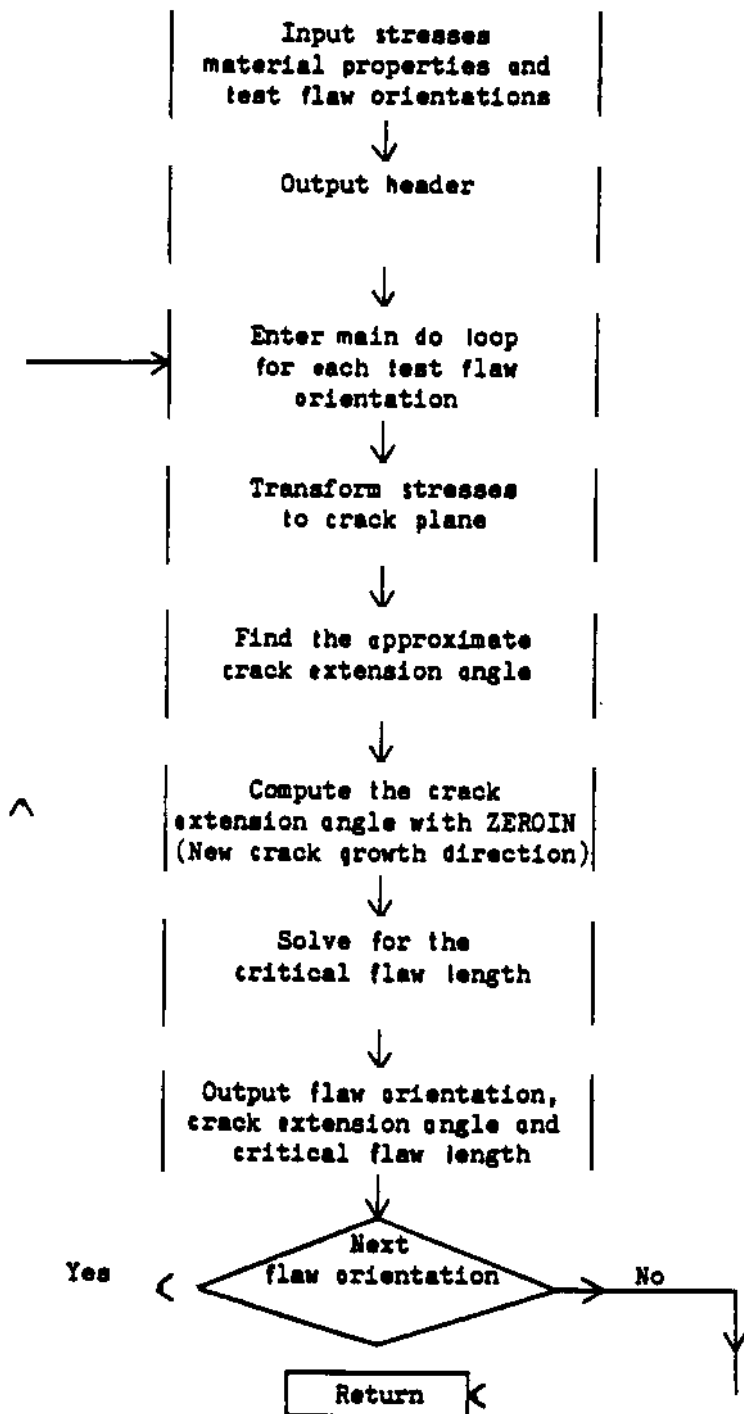 Input stresses
material properties and
test flaw orientations
Output header
Enter main do loop
for each test flaw
orientation
Transform stresses
to crack plane
Find the approximate
crack extension angle
Compute the crack
extension angle with ZEROIN
(New crack growth direction)
Solve for the
critical flaw length
Output flaw orientation,
crack extension angle and
critical flaw length
Next
flaw orientation
Yes
No
Return